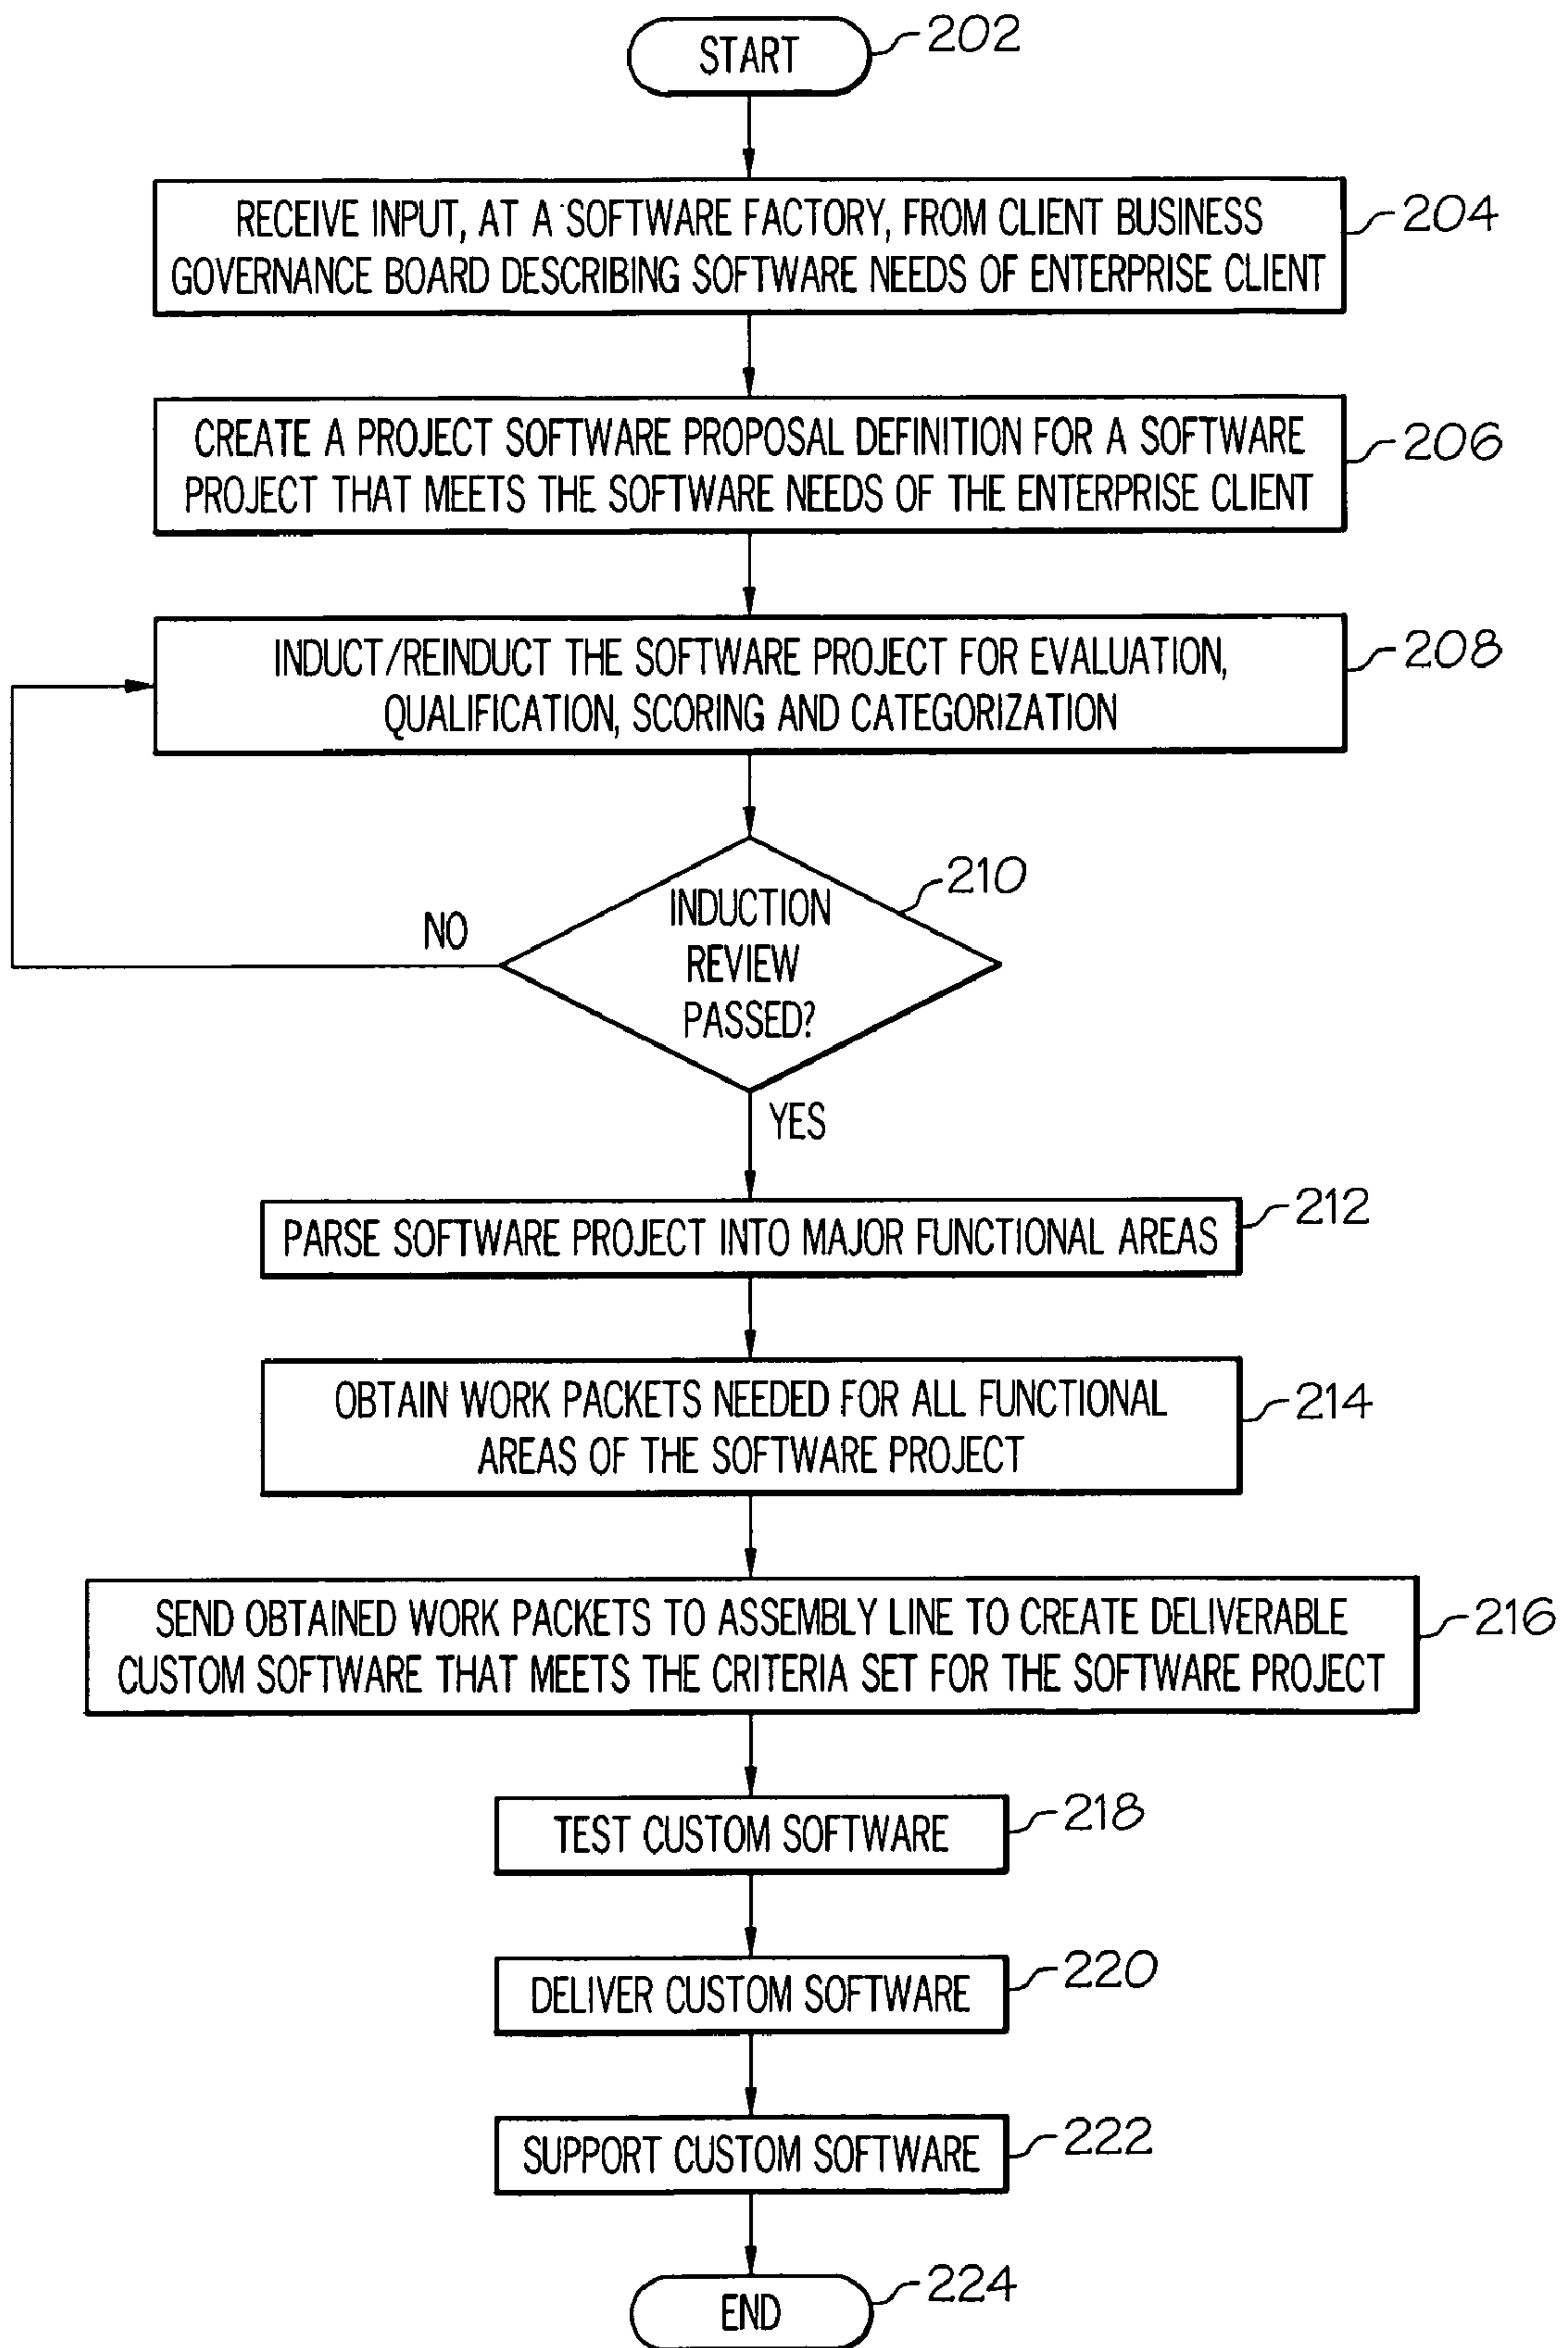 START
202
RECEIVE INPUT, AT A SOFTWARE FACTORY, FROM CLIENT BUSINESS
GOVERNANCE BOARD DESCRIBING SOFTWARE NEEDS OF ENTERPRISE CLIENT
204
CREATE A PROJECT SOFTWARE PROPOSAL DEFINITION FOR A SOFTWARE
PROJECT THAT MEETS THE SOFTWARE NEEDS OF THE ENTERPRISE CLIENT
206
INDUCT/REINDUCT THE SOFTWARE PROJECT FOR EVALUATION,
QUALIFICATION, SCORING AND CATEGORIZATION
208
INDUCTION
REVIEW
PASSED?
210
NO
YES
PARSE SOFTWARE PROJECT INTO MAJOR FUNCTIONAL AREAS
212
OBTAIN WORK PACKETS NEEDED FOR ALL FUNCTIONAL
AREAS OF THE SOFTWARE PROJECT
214
SEND OBTAINED WORK PACKETS TO ASSEMBLY LINE TO CREATE DELIVERABLE
CUSTOM SOFTWARE THAT MEETS THE CRITERIA SET FOR THE SOFTWARE PROJECT
216
TEST CUSTOM SOFTWARE
218
DELIVER CUSTOM SOFTWARE
220
SUPPORT CUSTOM SOFTWARE
222
END
224